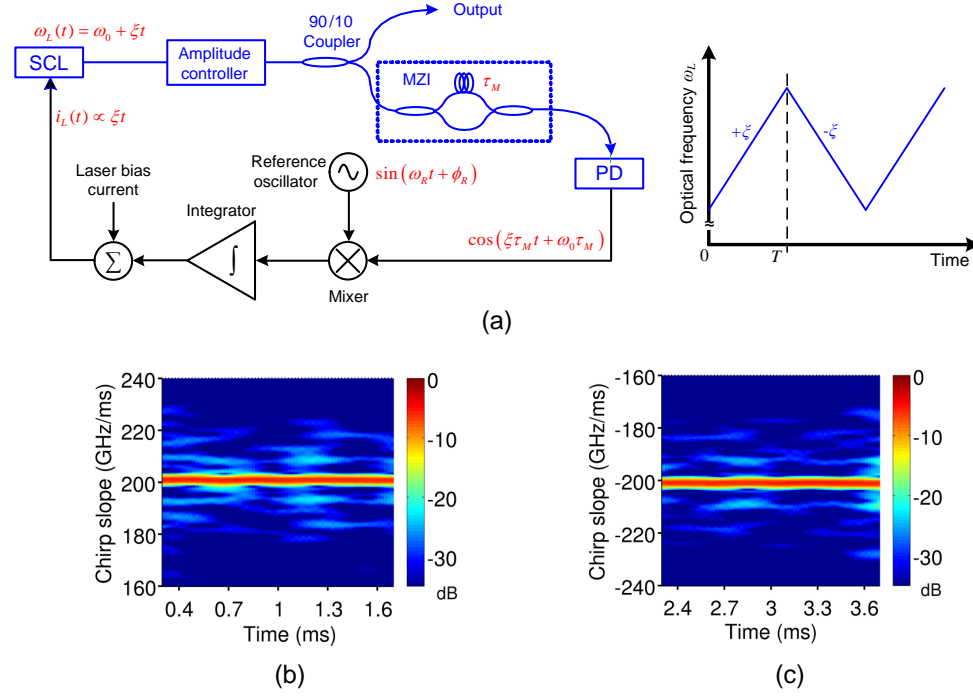 ω_L(t) = ω_0 + ξt
SCL
Amplitude
controller
90/10
Coupler
Output
MZI
τ_M
i_L(t) ∝ ξt
Laser bias
current
Integrator
∫
Σ
Reference
oscillator
sin(ω_R t + ϕ_R)
Mixer
cos(ξτ_M t + ω_0 τ_M)
PD
Optical frequency ω_L
+ξ
-ξ
≈
0
T
Time
(a)
Chirp slope (GHz/ms)
240
220
200
180
160
0.4 0.7 1 1.3 1.6
Time (ms)
0
-10
-20
-30
dB
(b)
Chirp slope (GHz/ms)
-160
-180
-200
-220
-240
2.4 2.7 3 3.3 3.6
Time (ms)
0
-10
-20
-30
dB
(c)